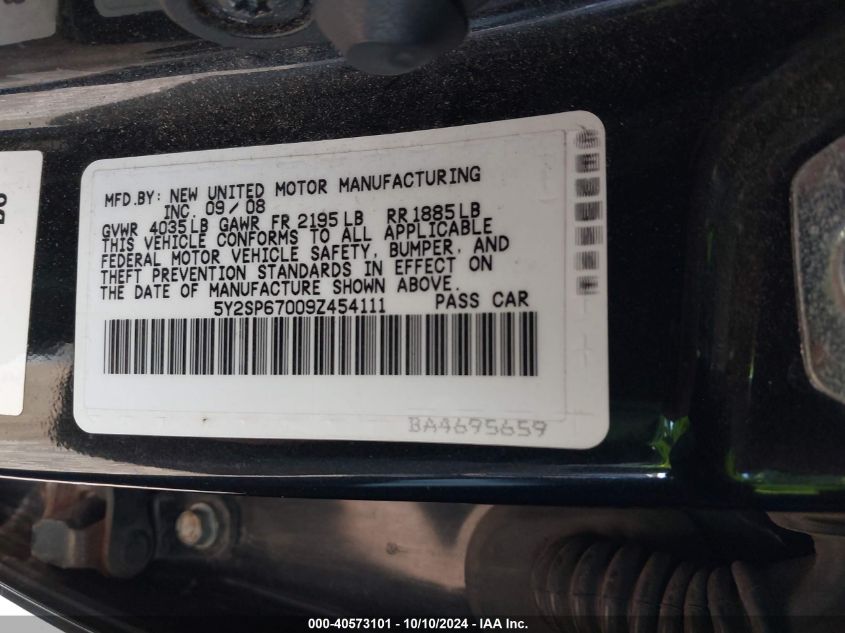 MFD.BY: NEW UNITED MOTOR MANUFACTURING
INC. 09/08
GVWR 4035LB GAWR FR 2195LB RR 1885LB
THIS VEHICLE CONFORMS TO ALL APPLICABLE
FEDERAL MOTOR VEHICLE SAFETY, BUMPER, AND
THEFT PREVENTION STANDARDS IN EFFECT ON
THE DATE OF MANUFACTURE SHOWN ABOVE.
5Y2SP67009Z454111 PASS CAR
BA4695659
000-40573101 - 10/10/2024 - IAA Inc.